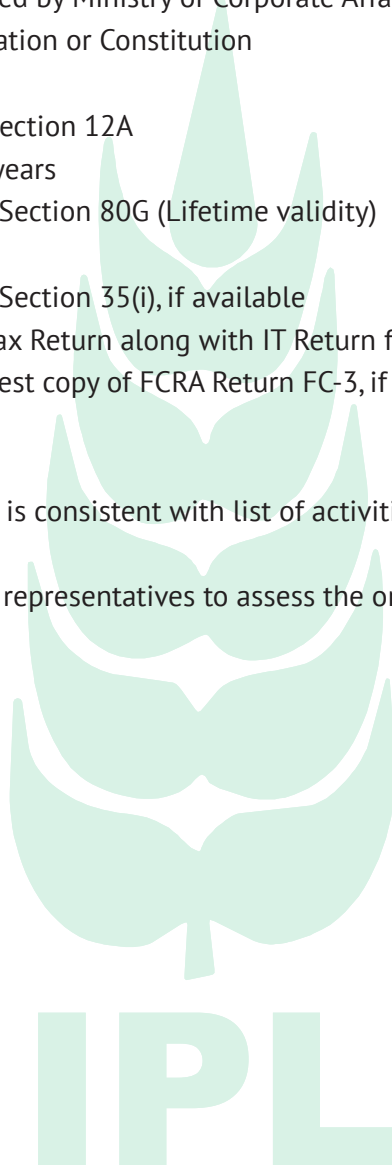 ed by Ministry of Corporate Affa
ation or Constitution
ection 12A
years
Section 80G (Lifetime validity)
Section 35(i), if available
ax Return along with IT Return f
est copy of FCRA Return FC-3, if
is consistent with list of activiti
representatives to assess the or
IPL